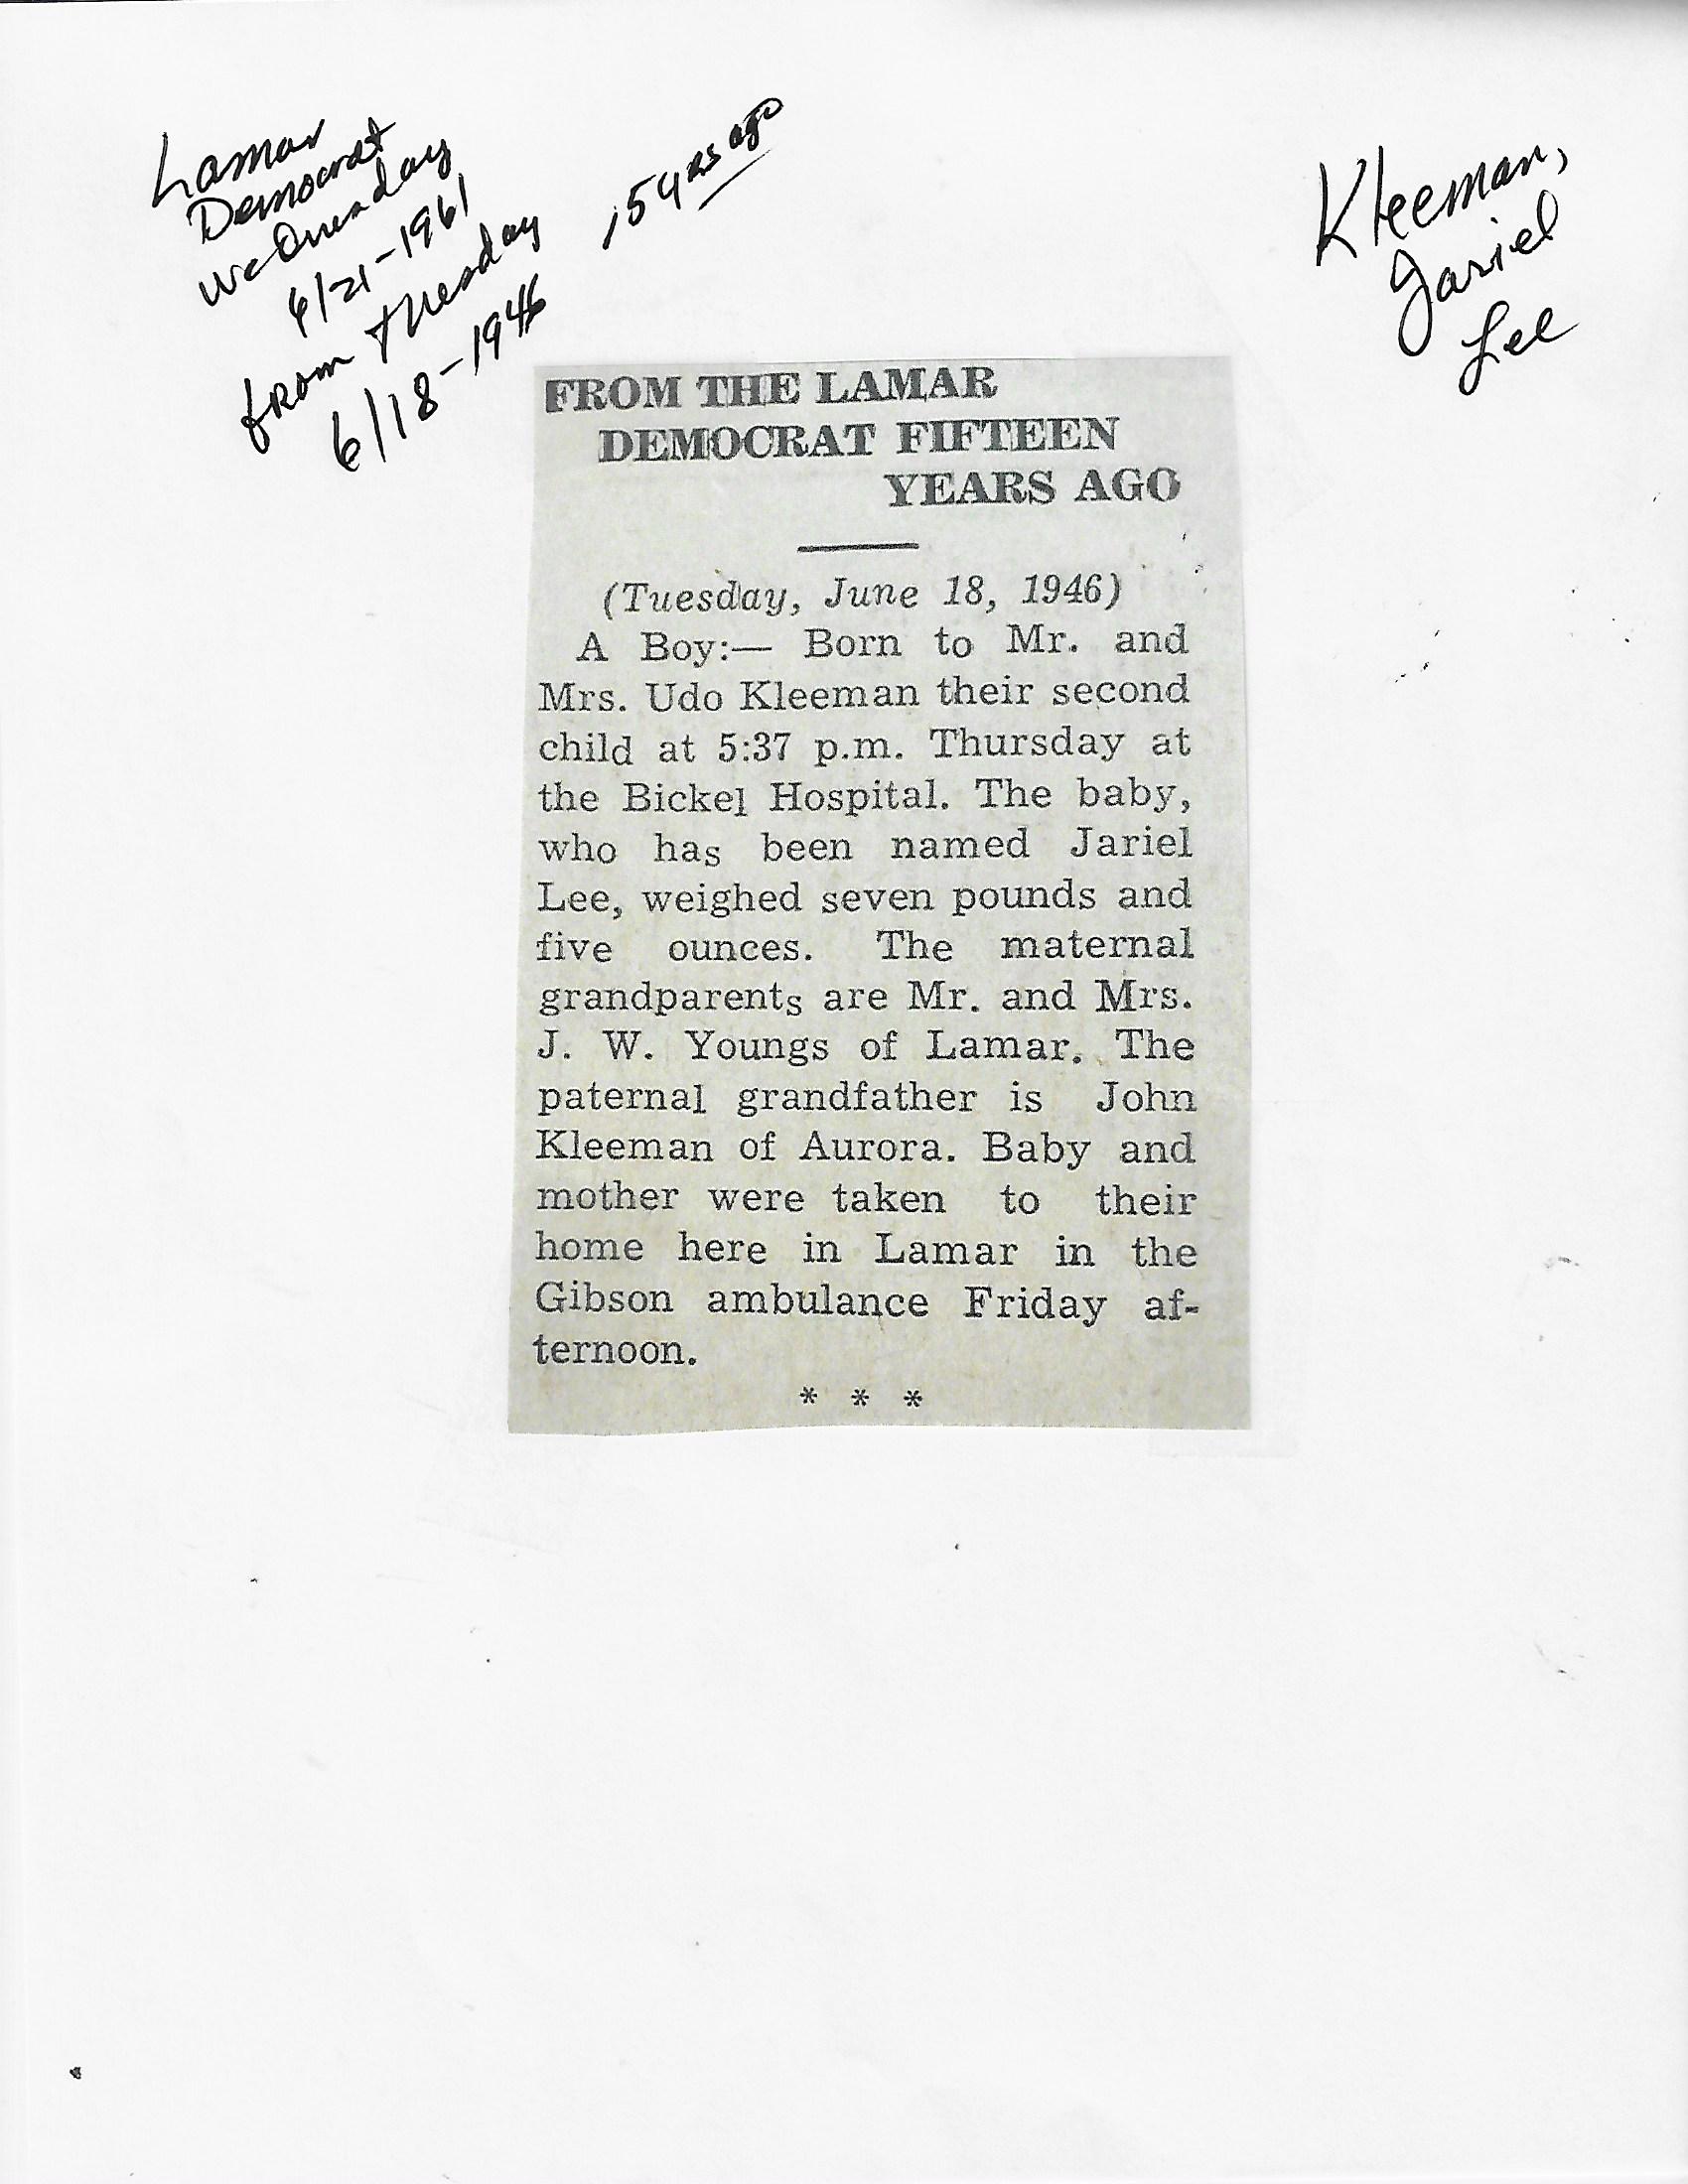 Lamar
Democrat
Wednesday
6/21-1961
from Tuesday
6/18-1946
, 15 yrs ago
Kleeman,
Jariel
Lee
FROM THE LAMAR
DEMOCRAT FIFTEEN
YEARS AGO
(Tuesday, June 18, 1946)
A Boy:— Born to Mr. and
Mrs. Udo Kleeman their second
child at 5:37 p.m. Thursday at
the Bickel Hospital. The baby,
who has been named Jariel
Lee, weighed seven pounds and
five ounces. The maternal
grandparents are Mr. and Mrs.
J. W. Youngs of Lamar. The
paternal grandfather is John
Kleeman of Aurora. Baby and
mother were taken to their
home here in Lamar in the
Gibson ambulance Friday af-
ternoon.
* * *